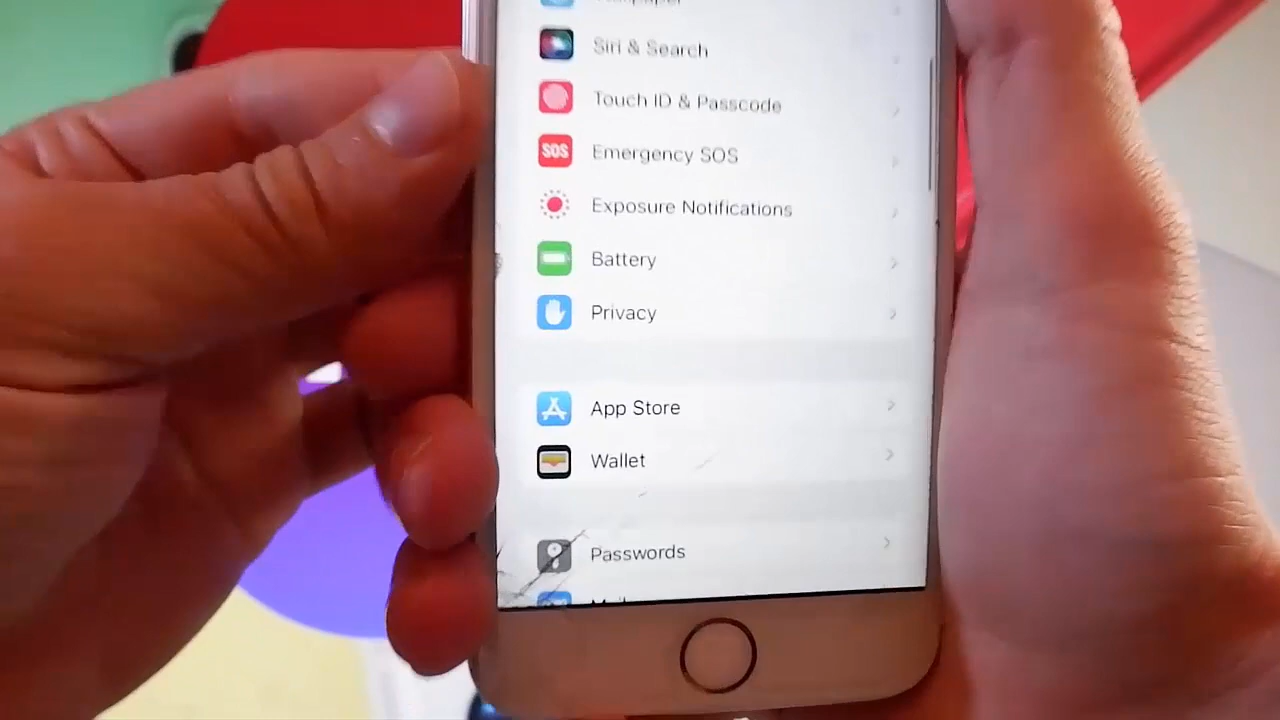 Siri & Search
Touch ID & Passcode
SOS
Emergency SOS
Exposure Notifications
Battery
Privacy
App Store
Wallet
Passwords